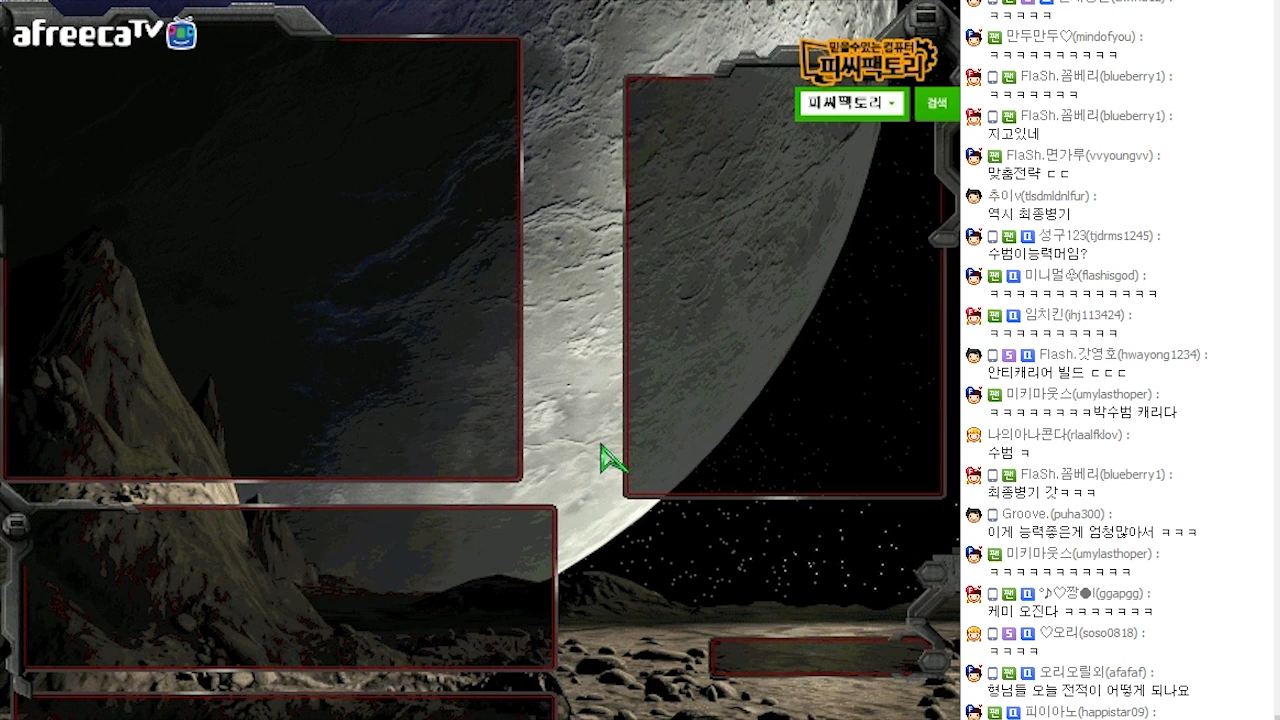 afreecaTV
믿을수있는 컴퓨터
피씨팩토리
피씨팩토리
검색
ㅋㅋㅋㅋㅋ
만두만두♡(mindofyou) :
ㅋㅋㅋㅋㅋㅋㅋㅋㅋㅋ
FlaSh.꼼베리(blueberry1) :
ㅋㅋㅋㅋㅋㅋㅋ
FlaSh.꼼베리(blueberry1) :
지고있네
FlaSh.면가루(vvyoungvv) :
맞춤전략 ㄷㄷ
추이v(tlsdmldnlfur) :
역시 최종병기
성구123(tjdrms1245) :
수범이능력머임?
미니멀♧(flashisgod) :
ㅋㅋㅋㅋㅋㅋㅋㅋㅋㅋㅋㅋㅋ
임치킨(ihj113424) :
ㅋㅋㅋㅋㅋㅋㅋㅋㅋㅋ
Flash.갓영호(hwayong1234) :
안티캐리어 빌드 ㄷㄷㄷ
미키마웃스(umylasthoper) :
ㅋㅋㅋㅋㅋㅋㅋㅋ박수범 캐리다
나의아나콘다(rlaalfklov) :
수범 ㅋ
FlaSh.꼼베리(blueberry1) :
최종병기 갓ㅋㅋㅋ
Groove.(puha300) :
이게 능력좋은게 엄청많아서 ㅋㅋㅋ
미키마웃스(umylasthoper) :
ㅋㅋㅋㅋㅋㅋㅋㅋㅋㅋㅋ
°♪♡짱●l(ggapgg) :
케미 오진다 ㅋㅋㅋㅋㅋㅋㅋ
♡오리(soso0818) :
ㅋㅋㅋㅋ
오리오릴외(afafaf) :
형님들 오늘 전적이 어떻게 되나요
피이아노(happistar09) :